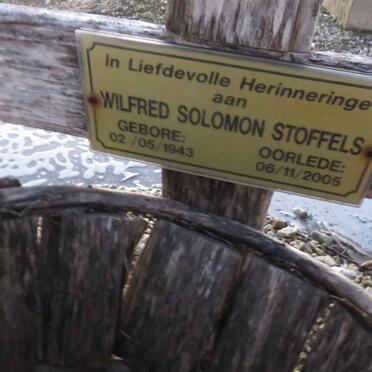 In Liefdevolle Herinneringe
aan
WILFRED SOLOMON STOFFELS
GEBORE: OORLEDE:
02 /05/1943 06/11/2005